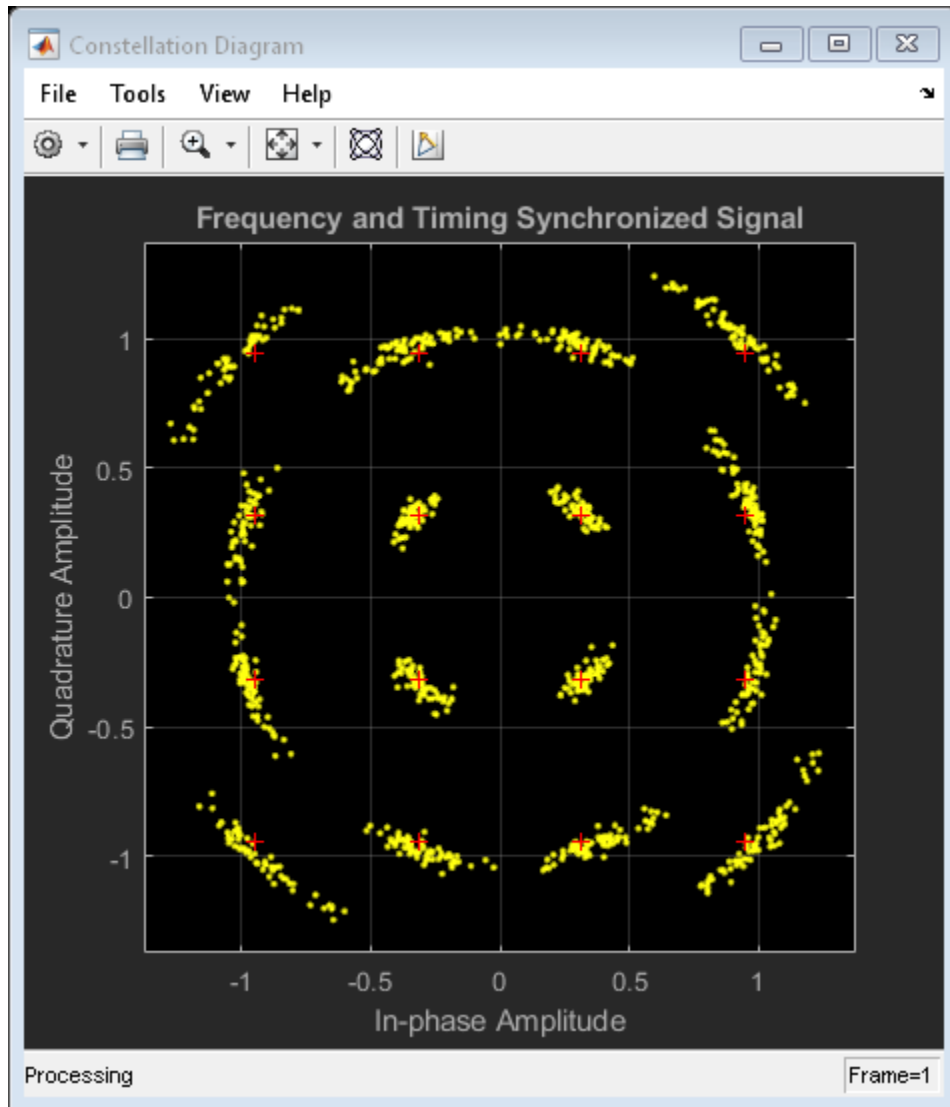 Constellation Diagram
File Tools View Help
Frequency and Timing Synchronized Signal
1
0.5
0
-0.5
-1
Quadrature Amplitude
-1 -0.5 0 0.5 1
In-phase Amplitude
Processing Frame=1